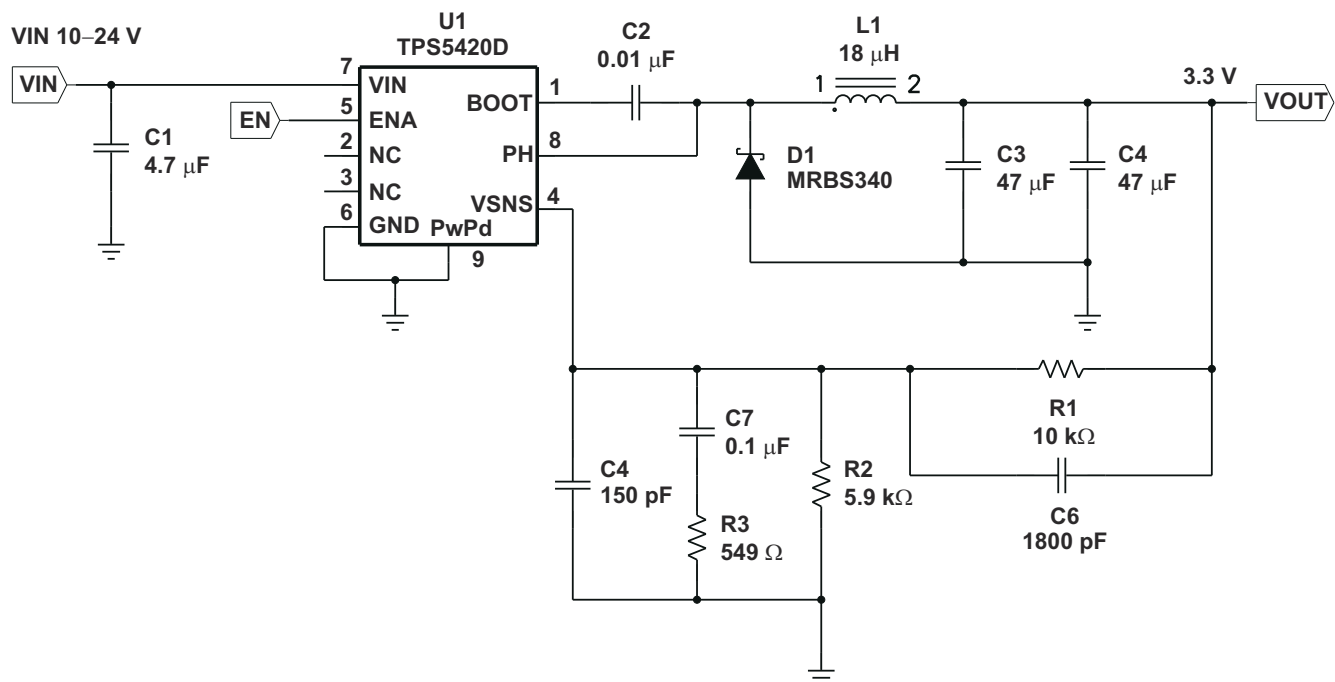 VIN 10–24 V
VIN
C1
4.7 μF
EN
U1
TPS5420D
7
VIN
5
ENA
2
NC
3
NC
6
GND
PwPd
9
BOOT
1
PH
8
VSNS
4
C2
0.01 μF
L1
18 μH
1
2
D1
MRBS340
C3
47 μF
C4
47 μF
3.3 V
VOUT
C4
150 pF
C7
0.1 μF
R3
549 Ω
R2
5.9 kΩ
R1
10 kΩ
C6
1800 pF